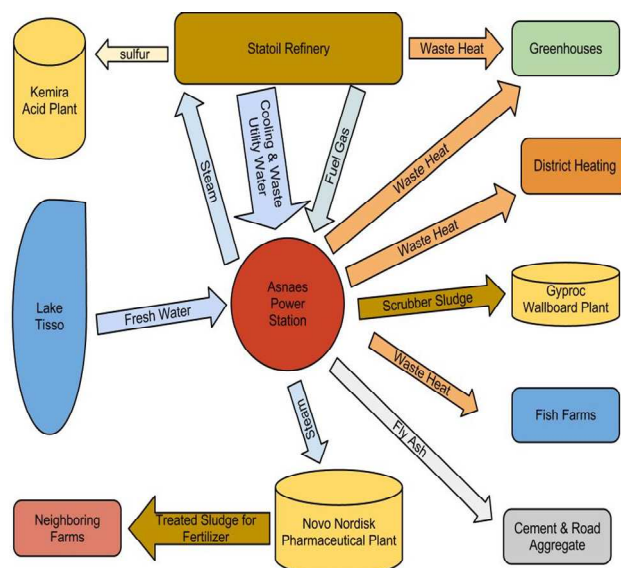 Kemira
Acid Plant
sulfur
Statoil Refinery
Waste Heat
Greenhouses
Steam
Cooling & Waste
Utility Water
Fuel Gas
Waste Heat
District Heating
Waste Heat
Lake
Tisso
Fresh Water
Asnaes
Power
Station
Scrubber Sludge
Gyproc
Wallboard Plant
Waste Heat
Fish Farms
Steam
Fly Ash
Neighboring
Farms
Treated Sludge for
Fertilizer
Novo Nordisk
Pharmaceutical Plant
Cement & Road
Aggregate